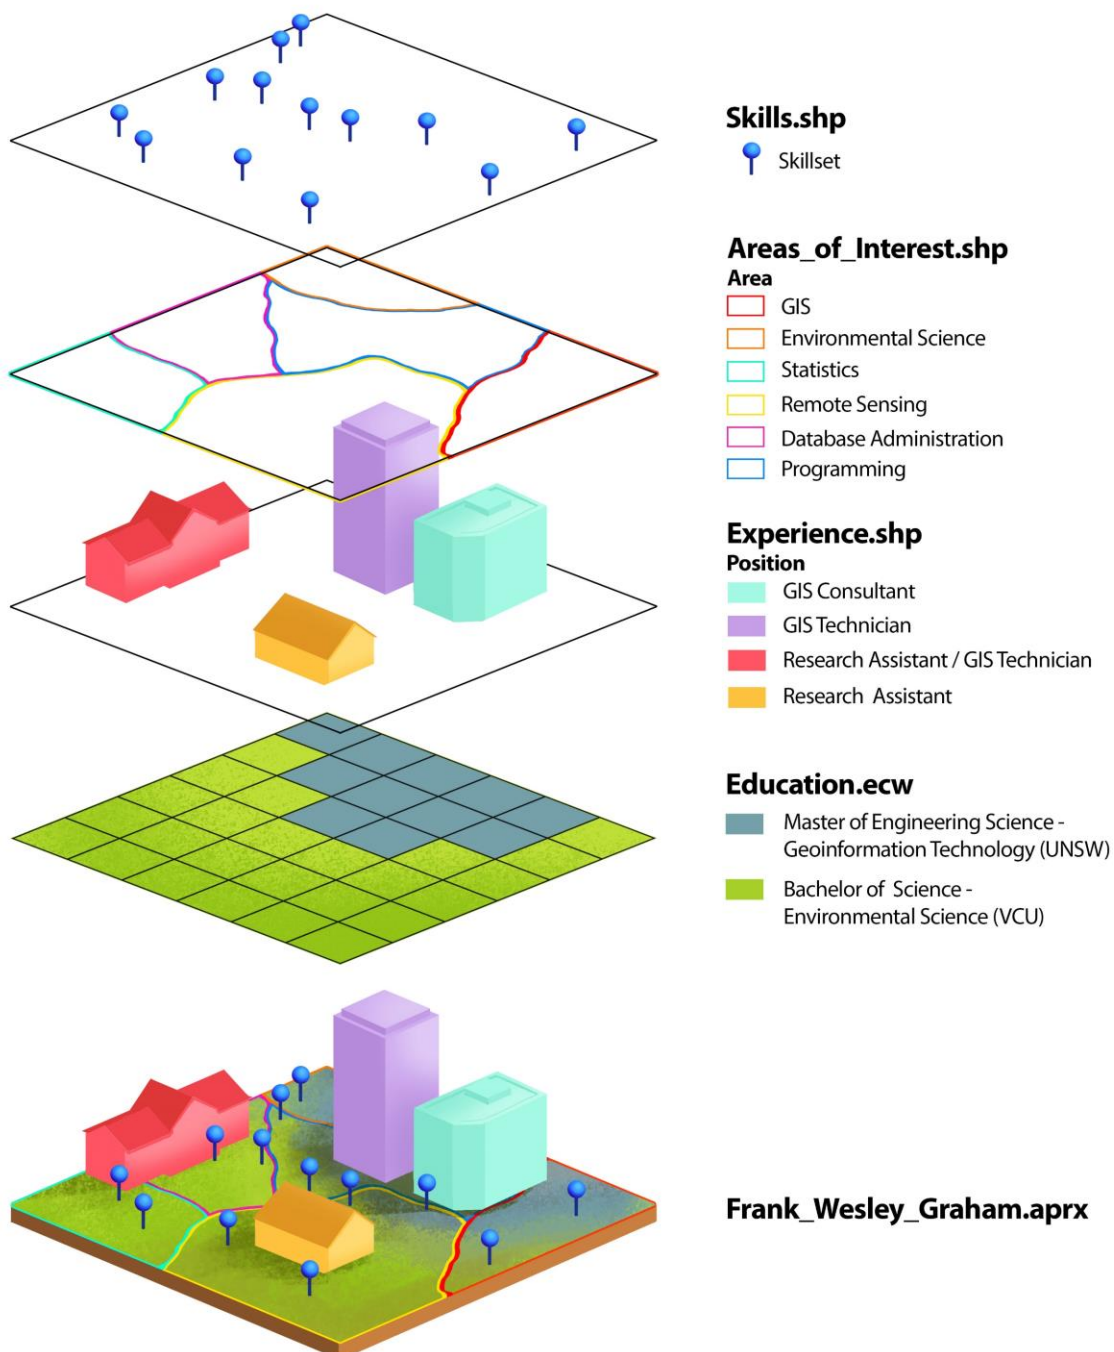 Skills.shp
Skillset
Areas_of_Interest.shp
Area
GIS
Environmental Science
Statistics
Remote Sensing
Database Administration
Programming
Experience.shp
Position
GIS Consultant
GIS Technician
Research Assistant / GIS Technician
Research Assistant
Education.ecw
Master of Engineering Science -
Geoinformation Technology (UNSW)
Bachelor of Science -
Environmental Science (VCU)
Frank_Wesley_Graham.aprx